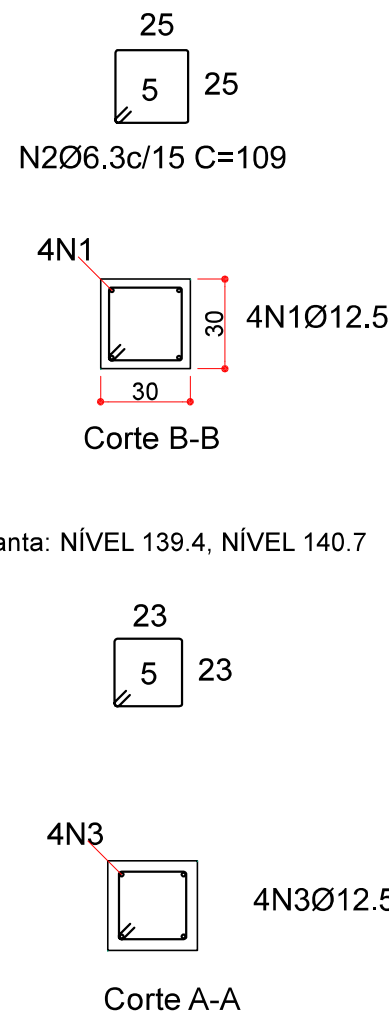 25
5
25
N2Ø6.3c/15 C=109
4N1
30
4N1Ø12.5
30
Corte B-B
anta: NÍVEL 139.4, NÍVEL 140.7
23
5
23
4N3
4N3Ø12.5
Corte A-A